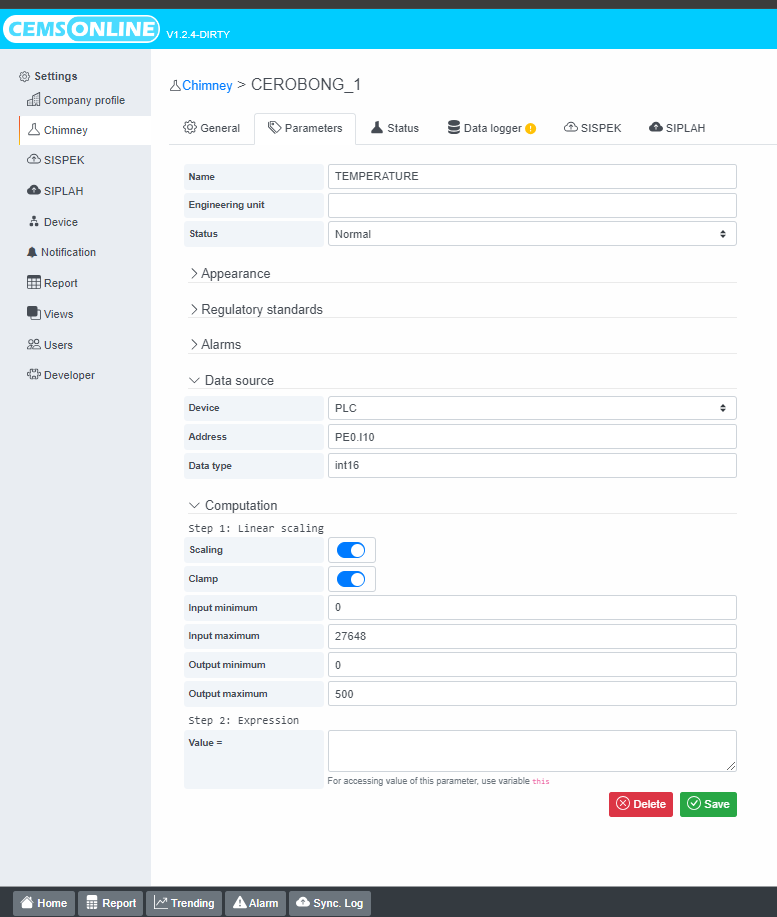 CEMSONLINE V1.2.4-DIRTY
Settings
Company profile
Chimney
SISPEK
SIPLAH
Device
Notification
Report
Views
Users
Developer
Chimney > CEROBONG_1
General Parameters Status Data logger ! SISPEK SIPLAH
Name TEMPERATURE
Engineering unit
Status Normal
Appearance
Regulatory standards
Alarms
Data source
Device PLC
Address PE0.I10
Data type int16
Computation
Step 1: Linear scaling
Scaling
Clamp
Input minimum 0
Input maximum 27648
Output minimum 0
Output maximum 500
Step 2: Expression
Value =
For accessing value of this parameter, use variable this
Delete Save
Home Report Trending Alarm Sync. Log